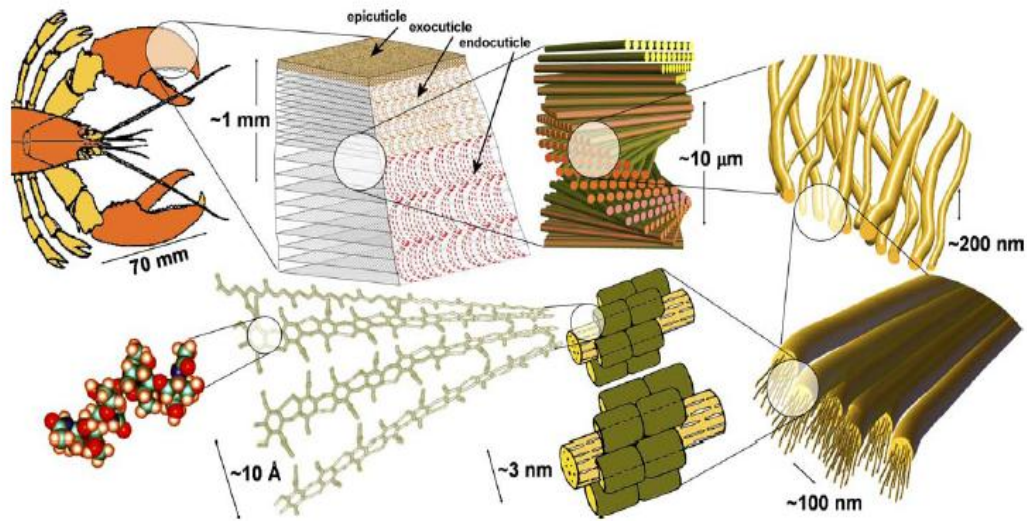 epicuticle
exocuticle
endocuticle
~1 mm
~10 μm
~200 nm
70 mm
~10 Å
~3 nm
~100 nm